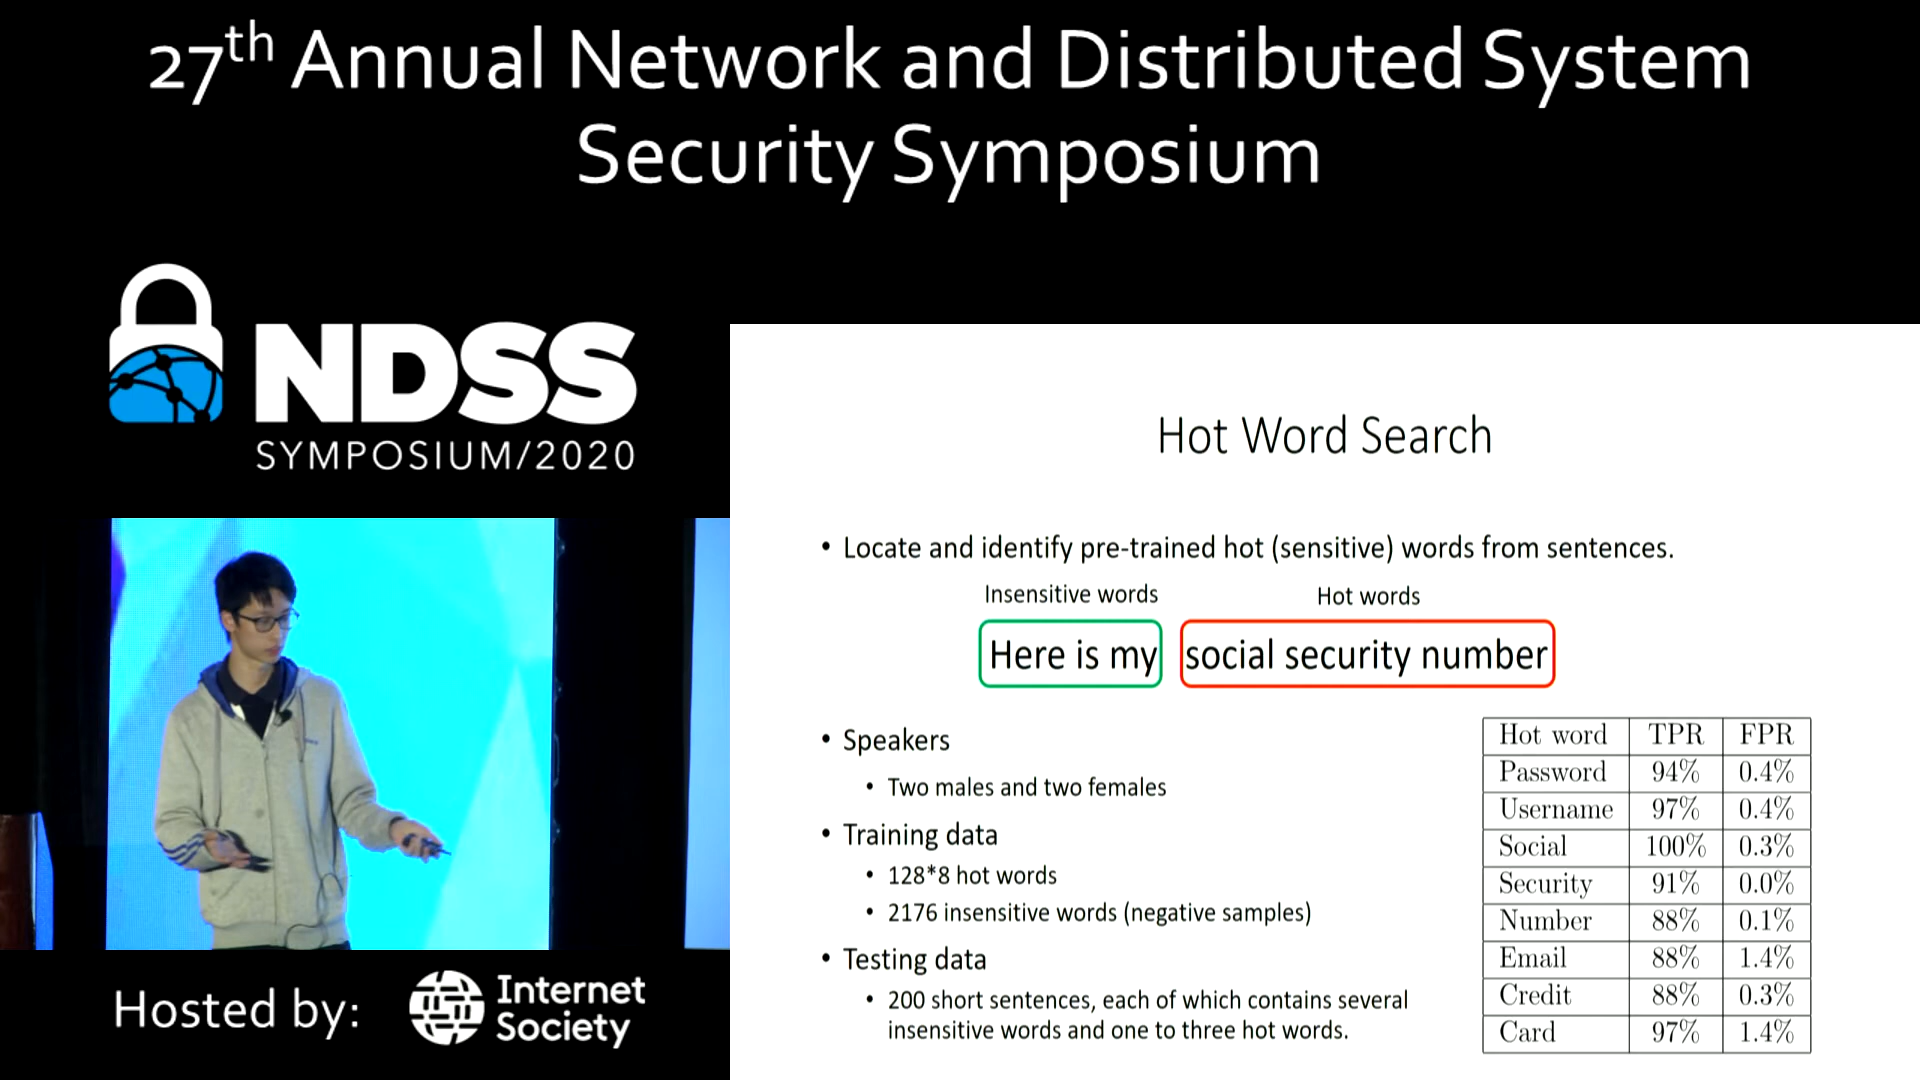 27th Annual Network and Distributed System
Security Symposium
NDSS
SYMPOSIUM/2020
Hot Word Search
• Locate and identify pre-trained hot (sensitive) words from sentences.
Insensitive words Hot words
Here is my social security number
• Speakers
• Two males and two females
• Training data
• 128*8 hot words
• 2176 insensitive words (negative samples)
• Testing data
• 200 short sentences, each of which contains several
insensitive words and one to three hot words.
Hot word TPR FPR
Password 94% 0.4%
Username 97% 0.4%
Social 100% 0.3%
Security 91% 0.0%
Number 88% 0.1%
Email 88% 1.4%
Credit 88% 0.3%
Card 97% 1.4%
Hosted by:
Internet
Society